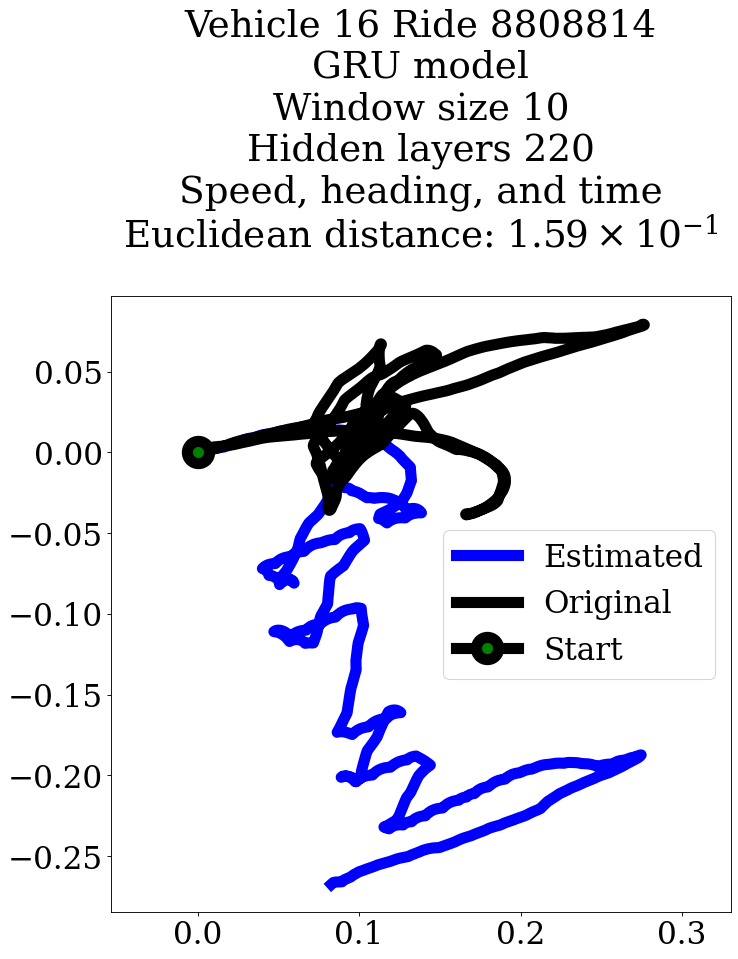 Vehicle 16 Ride 8808814
GRU model
Window size 10
Hidden layers 220
Speed, heading, and time
Euclidean distance: 1.59 × 10⁻¹
0.05
0.00
−0.05
−0.10
−0.15
−0.20
−0.25
Estimated
Original
Start
0.0 0.1 0.2 0.3